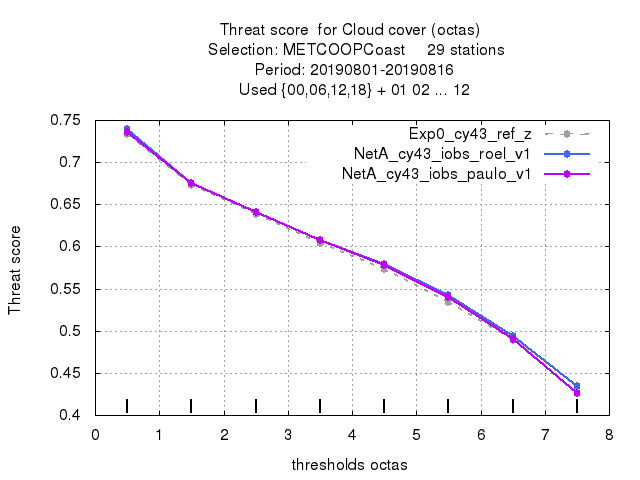 Threat score  for Cloud cover (octas)
Selection: METCOOPCoast     29 stations
Period: 20190801-20190816
Used {00,06,12,18} + 01 02 ... 12
Exp0_cy43_ref_z
NetA_cy43_iobs_roel_v1
NetA_cy43_iobs_paulo_v1
0.75
0.7
0.65
0.6
0.55
0.5
0.45
0.4
Threat score
0 1 2 3 4 5 6 7 8
thresholds octas